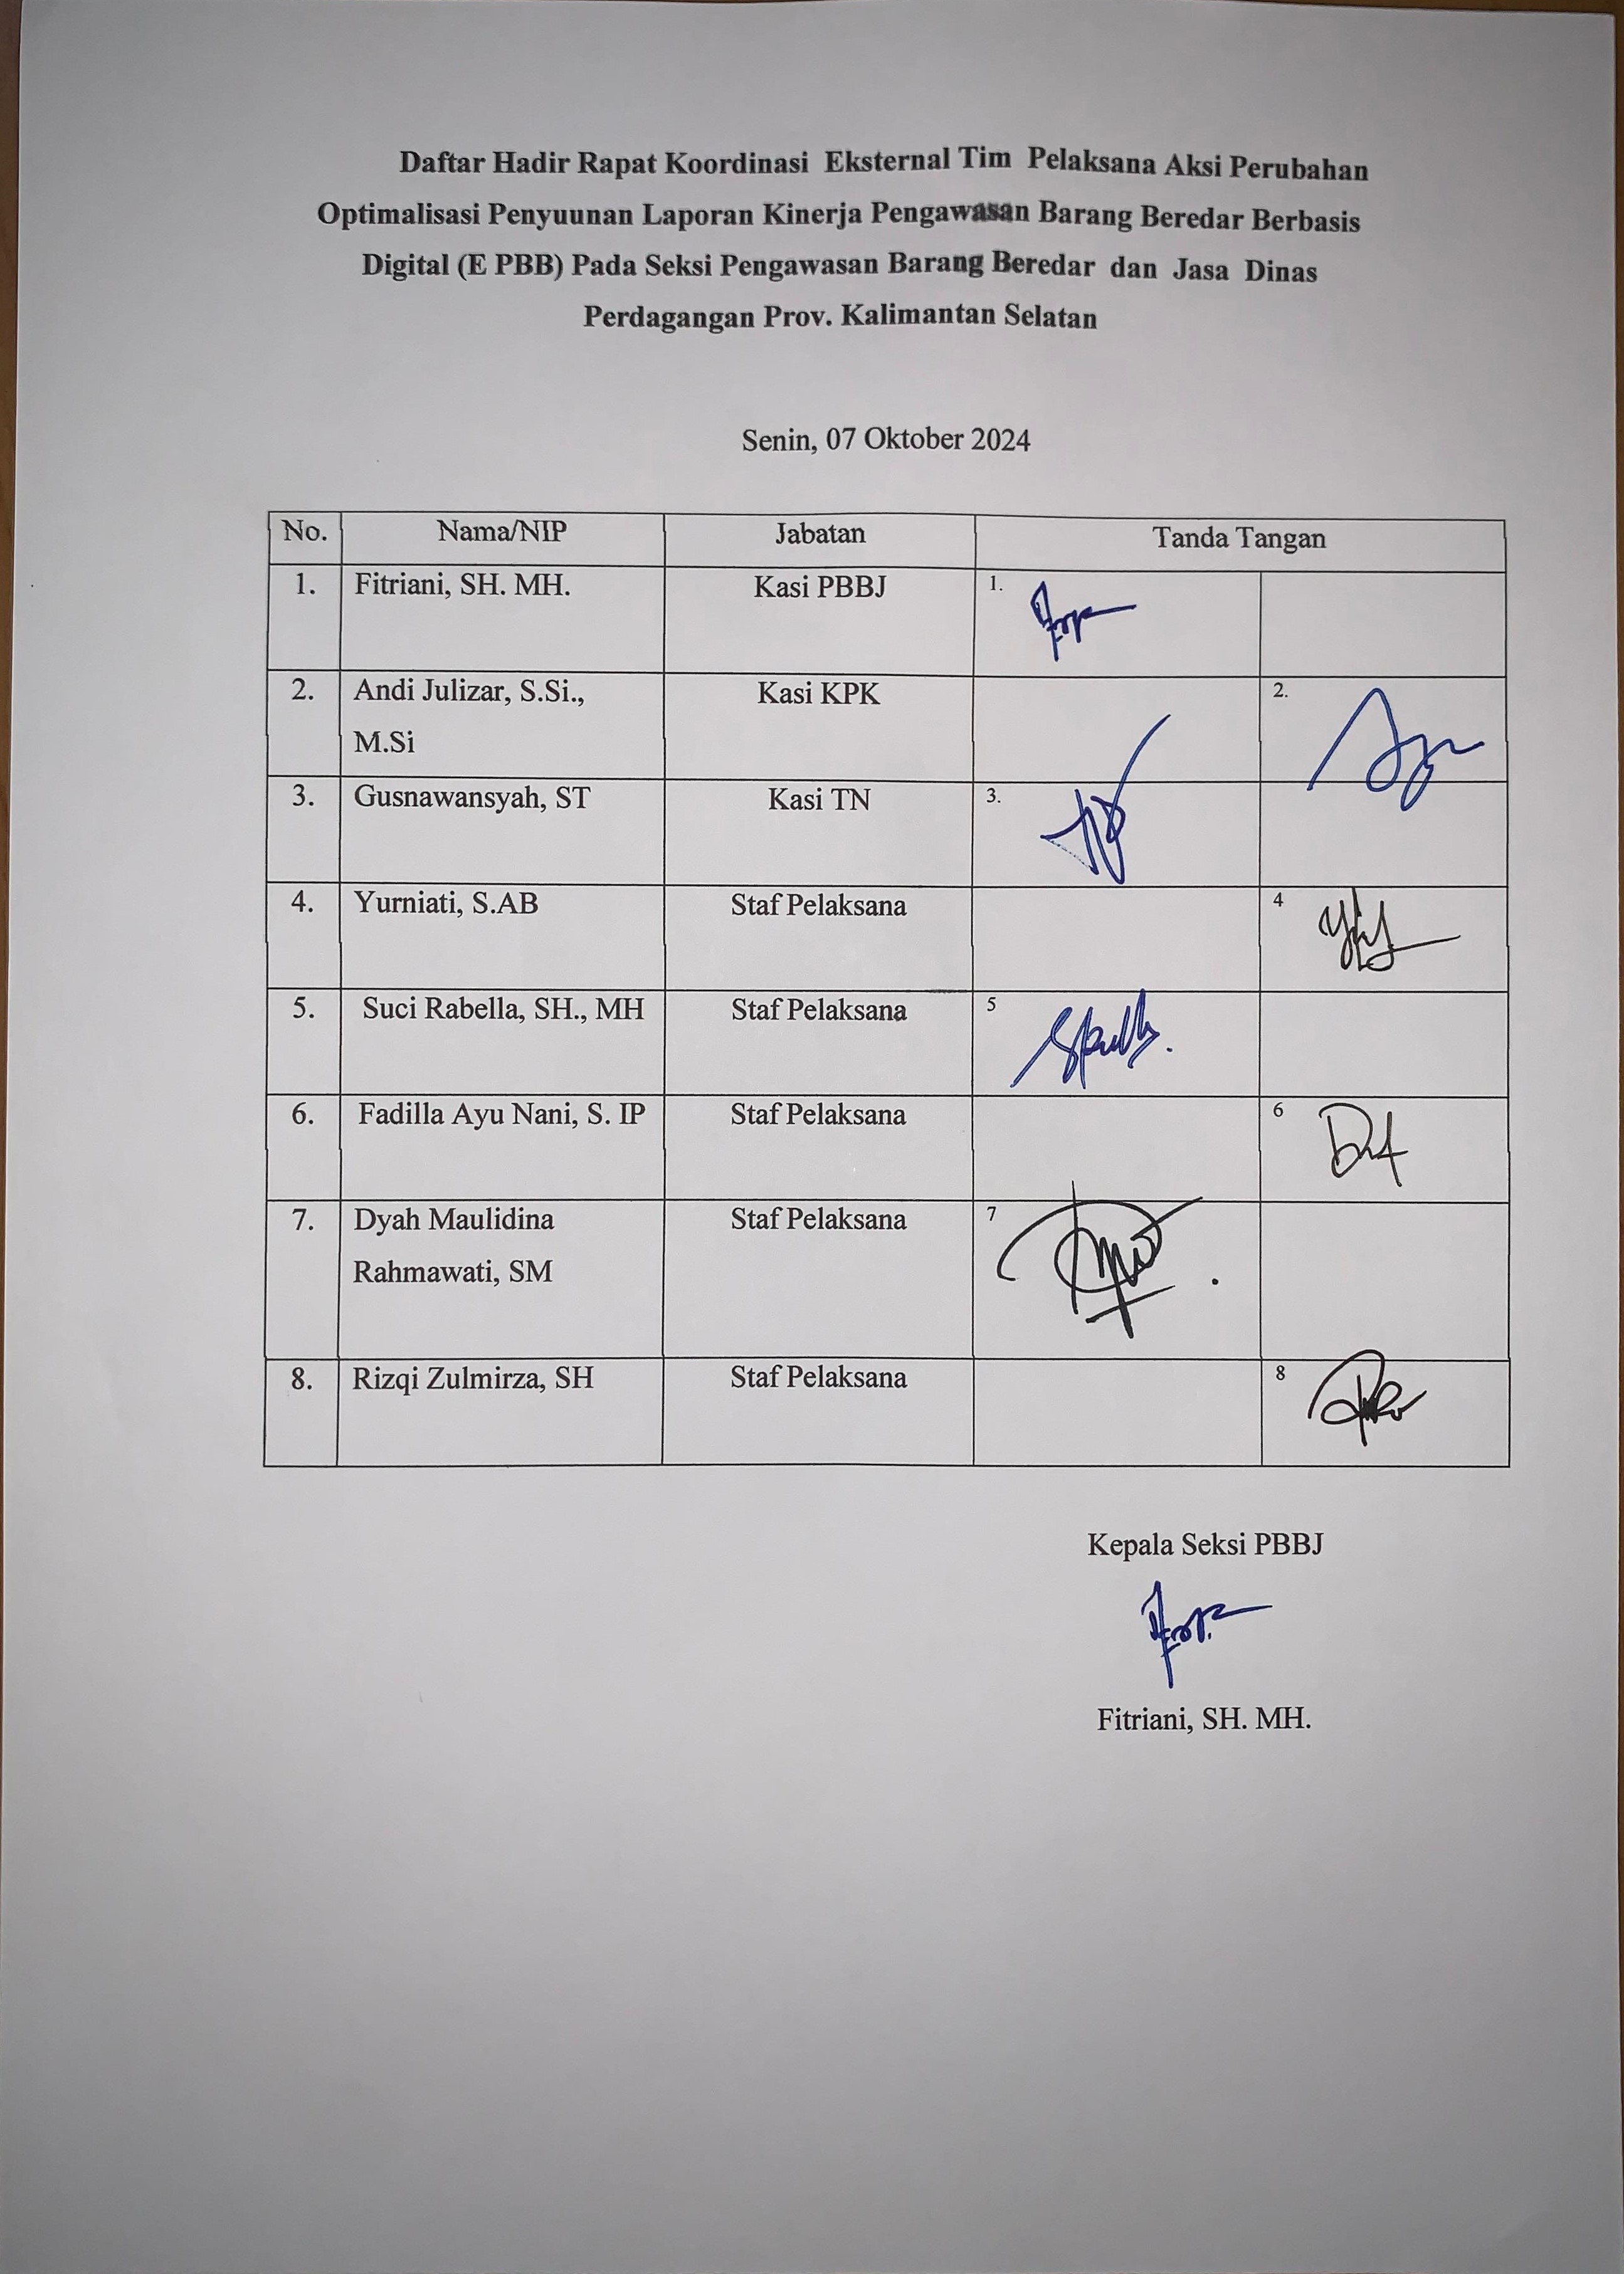 Daftar Hadir Rapat Koordinasi Eksternal Tim Pelaksana Aksi Perubahan
Optimalisasi Penyuunan Laporan Kinerja Pengawasan Barang Beredar Berbasis
Digital (E PBB) Pada Seksi Pengawasan Barang Beredar dan Jasa Dinas
Perdagangan Prov. Kalimantan Selatan
Senin, 07 Oktober 2024
No. Nama/NIP Jabatan Tanda Tangan
1. Fitriani, SH. MH. Kasi PBBJ 1.
2. Andi Julizar, S.Si., Kasi KPK 2.
M.Si
3. Gusnawansyah, ST Kasi TN 3.
4. Yurniati, S.AB Staf Pelaksana 4
5. Suci Rabella, SH., MH Staf Pelaksana 5
6. Fadilla Ayu Nani, S. IP Staf Pelaksana 6
7. Dyah Maulidina Staf Pelaksana 7
Rahmawati, SM
8. Rizqi Zulmirza, SH Staf Pelaksana 8
Kepala Seksi PBBJ
Fitriani, SH. MH.